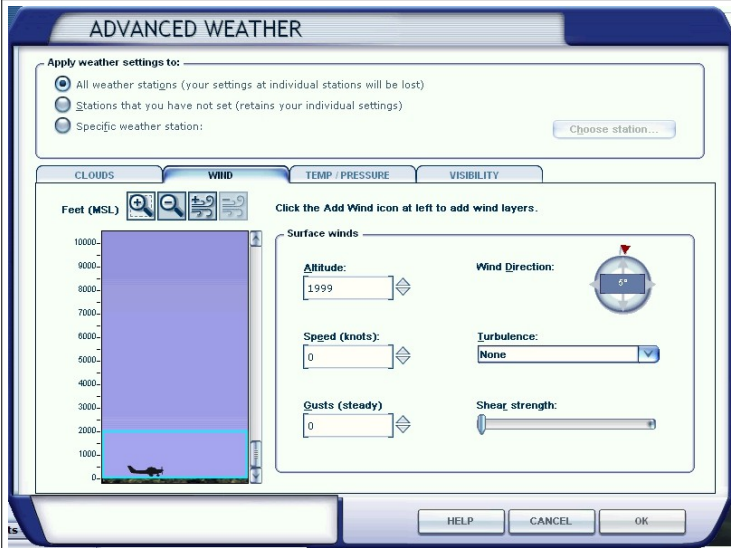 ADVANCED WEATHER
Apply weather settings to:
All weather stations (your settings at individual stations will be lost)
Stations that you have not set (retains your individual settings)
Specific weather station:
Choose station...
CLOUDS WIND TEMP / PRESSURE VISIBILITY
Feet (MSL)
Click the Add Wind icon at left to add wind layers.
10000
9000
8000
7000
6000
5000
4000
3000
2000
1000
0
Surface winds
Altitude:
1999
Wind Direction:
5°
Speed (knots):
0
Turbulence:
None
Gusts (steady)
0
Shear strength:
ts
HELP CANCEL OK